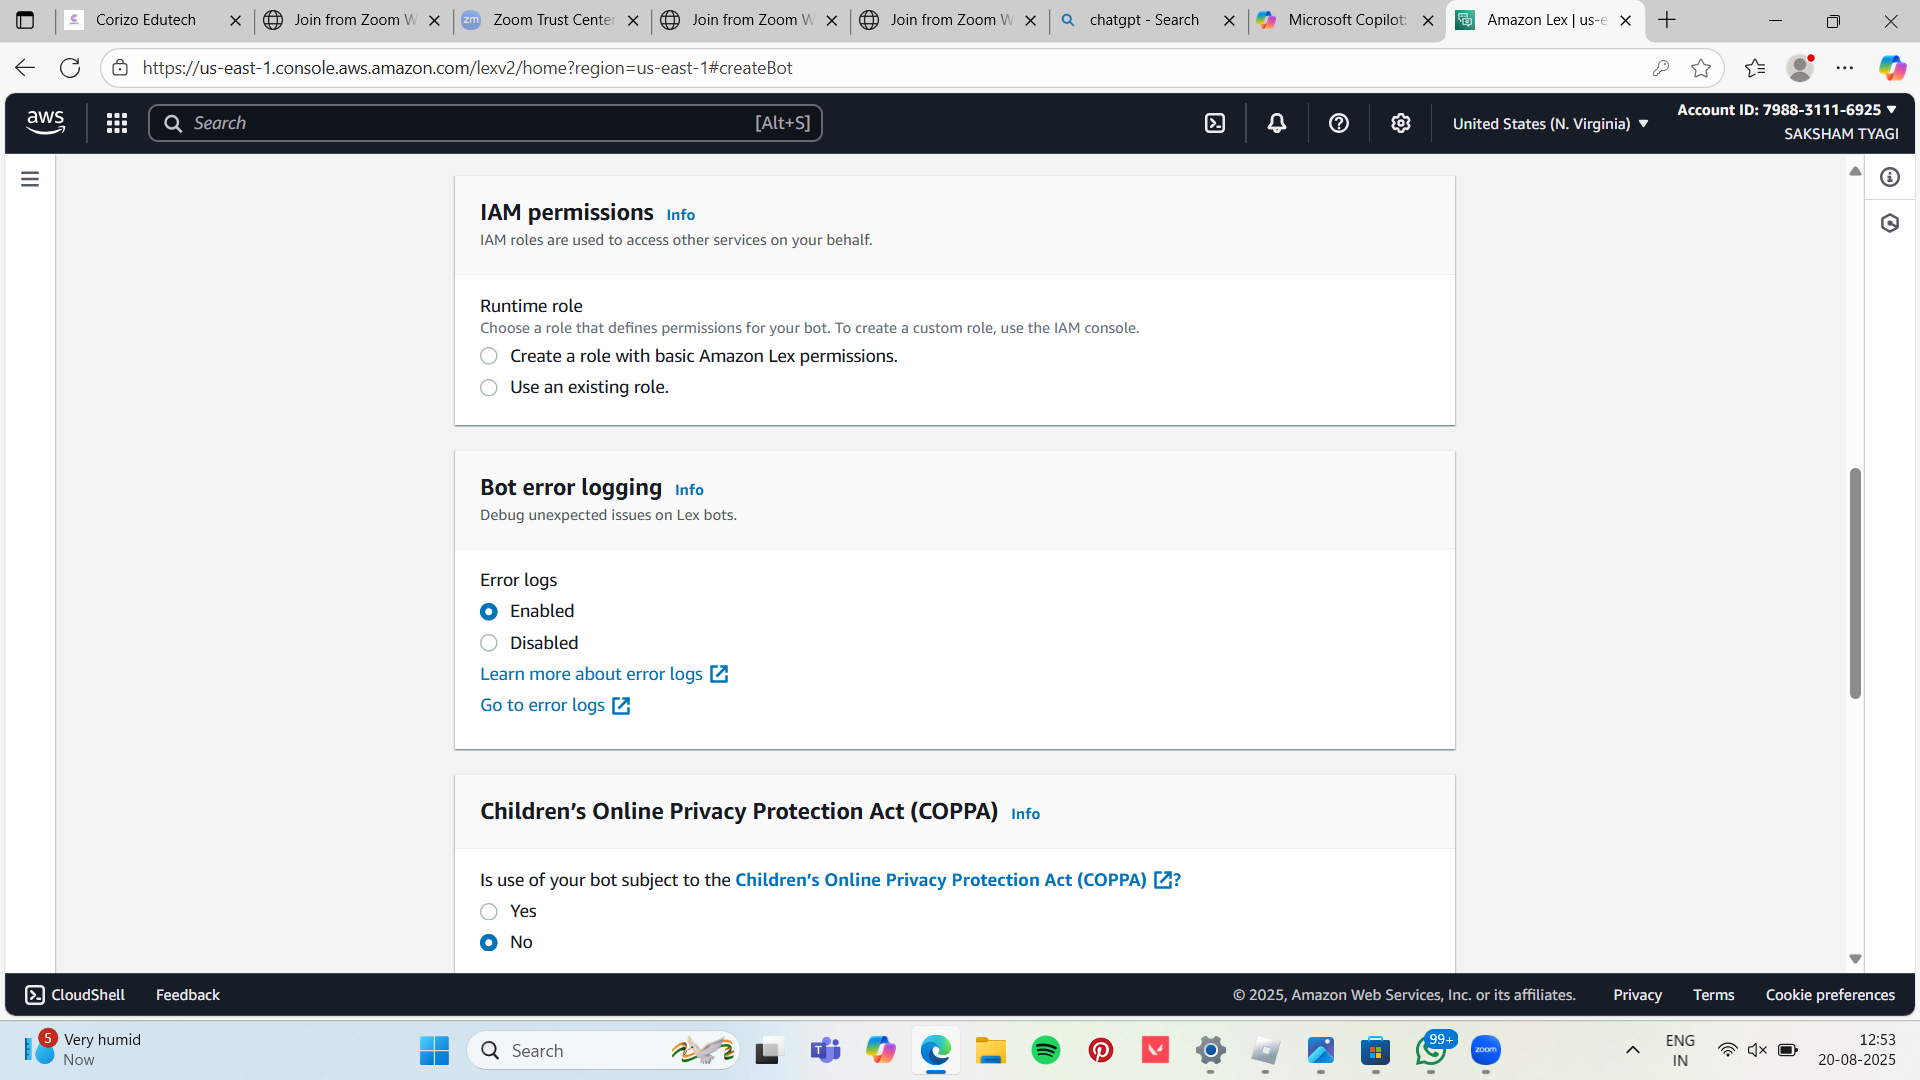 Corizo Edutech
Join from Zoom W
Zoom Trust Center
Join from Zoom W
Join from Zoom W
chatgpt - Search
Microsoft Copilot:
Amazon Lex | us-e
https://us-east-1.console.aws.amazon.com/lexv2/home?region=us-east-1#createBot
aws
Search
[Alt+S]
United States (N. Virginia)
Account ID: 7988-3111-6925
SAKSHAM TYAGI
IAM permissions Info
IAM roles are used to access other services on your behalf.
Runtime role
Choose a role that defines permissions for your bot. To create a custom role, use the IAM console.
Create a role with basic Amazon Lex permissions.
Use an existing role.
Bot error logging Info
Debug unexpected issues on Lex bots.
Error logs
Enabled
Disabled
Learn more about error logs
Go to error logs
Children’s Online Privacy Protection Act (COPPA) Info
Is use of your bot subject to the Children’s Online Privacy Protection Act (COPPA) ?
Yes
No
CloudShell
Feedback
© 2025, Amazon Web Services, Inc. or its affiliates.
Privacy
Terms
Cookie preferences
5
Very humid
Now
Search
99+
zoom
ENG
IN
12:53
20-08-2025